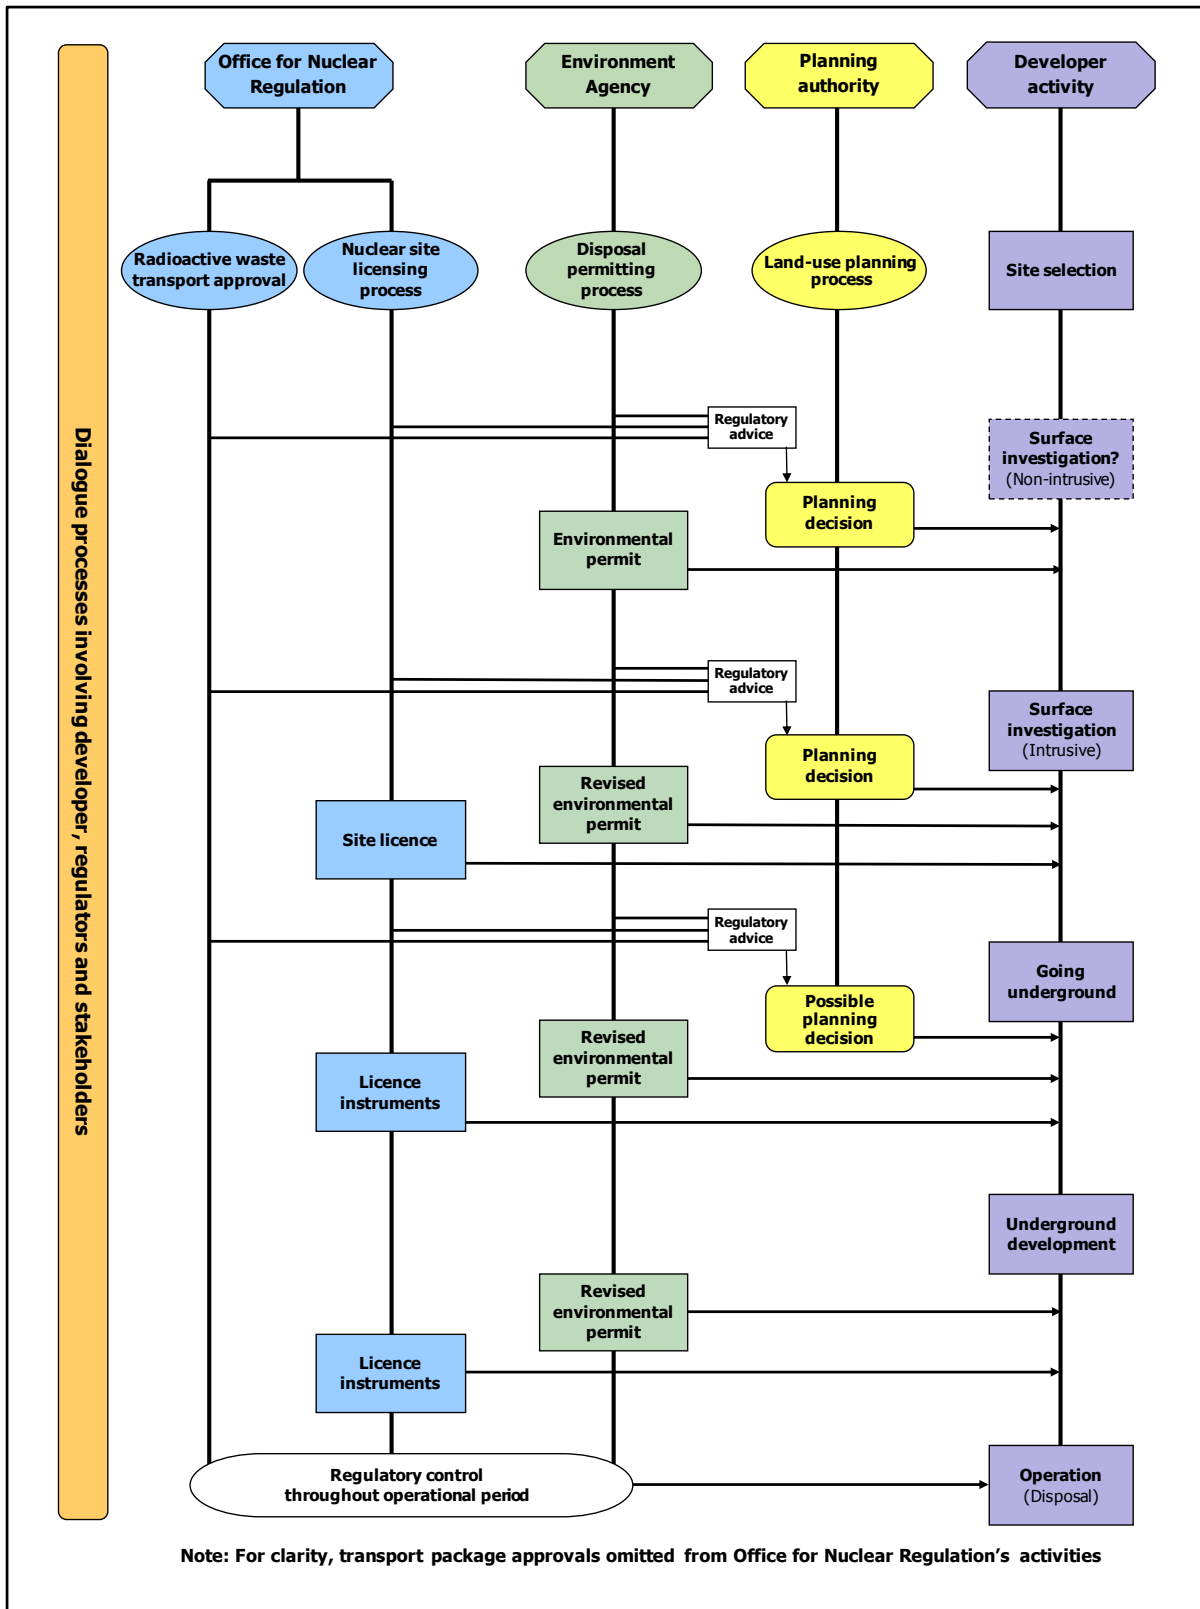 Dialogue processes involving developer, regulators and stakeholders
Office for Nuclear
Regulation
Environment
Agency
Planning
authority
Developer
activity
Radioactive waste
transport approval
Nuclear site
licensing
process
Disposal
permitting
process
Land-use planning
process
Site selection
Regulatory
advice
Surface
investigation?
(Non-intrusive)
Planning
decision
Environmental
permit
Regulatory
advice
Surface
investigation
(Intrusive)
Planning
decision
Revised
environmental
permit
Site licence
Regulatory
advice
Going
underground
Possible
planning
decision
Revised
environmental
permit
Licence
instruments
Underground
development
Revised
environmental
permit
Licence
instruments
Regulatory control
throughout operational period
Operation
(Disposal)
Note: For clarity, transport package approvals omitted from Office for Nuclear Regulation’s activities